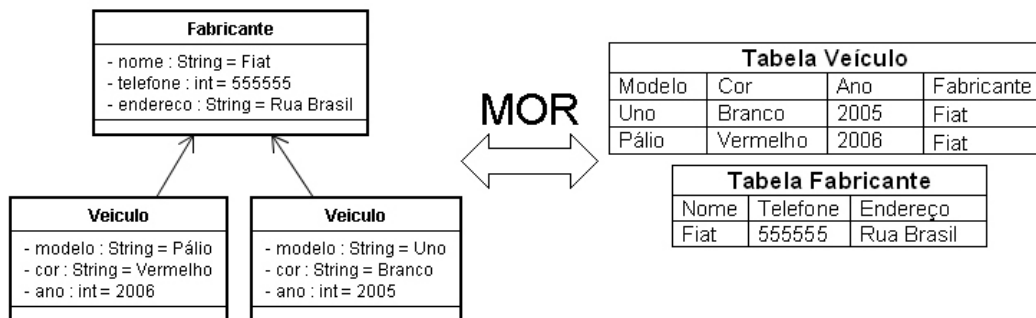 Fabricante
- nome : String = Fiat
- telefone : int = 555555
- endereco : String = Rua Brasil
Veiculo
- modelo : String = Pálio
- cor : String = Vermelho
- ano : int = 2006
Veiculo
- modelo : String = Uno
- cor : String = Branco
- ano : int = 2005
MOR
Tabela Veículo
Modelo Cor Ano Fabricante
Uno Branco 2005 Fiat
Pálio Vermelho 2006 Fiat
Tabela Fabricante
Nome Telefone Endereço
Fiat 555555 Rua Brasil